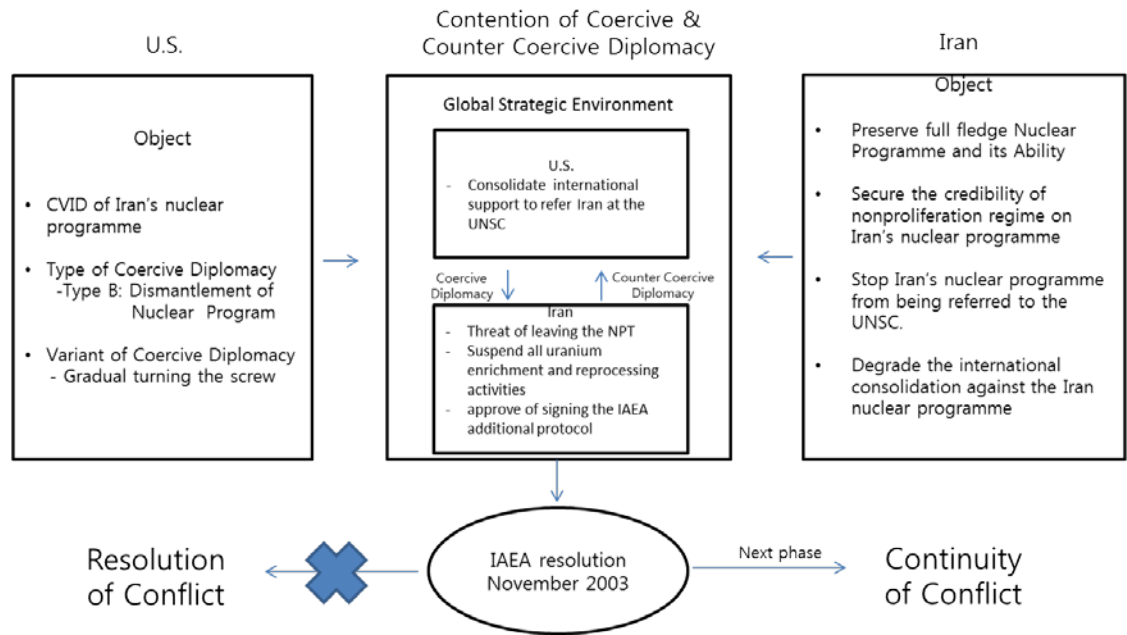 Contention of Coercive &
Counter Coercive Diplomacy
U.S.
Iran
Object
• CVID of Iran's nuclear
programme
• Type of Coercive Diplomacy
-Type B: Dismantlement of
Nuclear Program
• Variant of Coercive Diplomacy
- Gradual turning the screw
Global Strategic Environment
U.S.
- Consolidate international
support to refer Iran at the
UNSC
Coercive
Diplomacy
Counter Coercive
Diplomacy
Iran
- Threat of leaving the NPT
- Suspend all uranium
enrichment and reprocessing
activities
- approve of signing the IAEA
additional protocol
Object
• Preserve full fledge Nuclear
Programme and its Ability
• Secure the credibility of
nonproliferation regime on
Iran's nuclear programme
• Stop Iran's nuclear programme
from being referred to the
UNSC.
• Degrade the international
consolidation against the Iran
nuclear programme
Resolution
of Conflict
IAEA resolution
November 2003
Next phase
Continuity
of Conflict